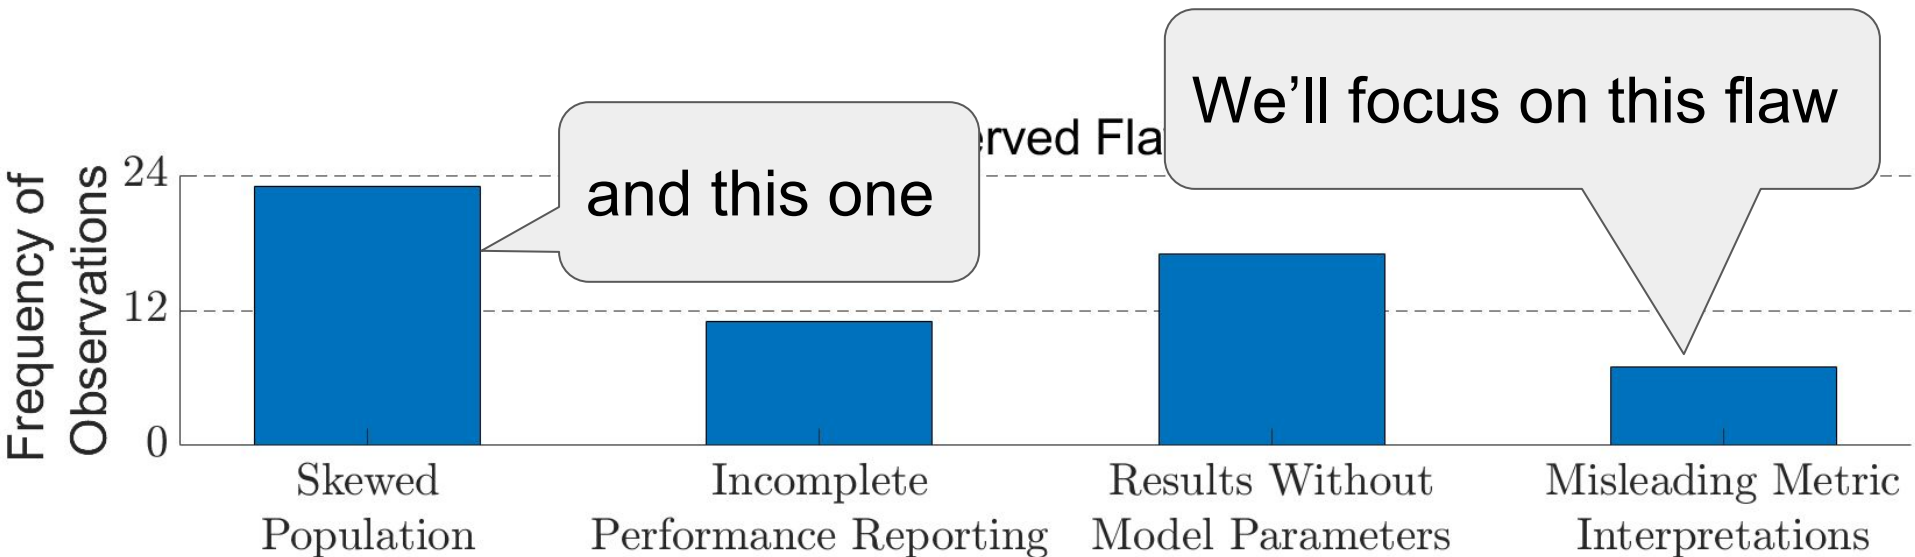 We'll focus on this flaw
and this one
Frequency of
Observations
24
12
0
Skewed
Population
Incomplete
Performance Reporting
Results Without
Model Parameters
Misleading Metric
Interpretations